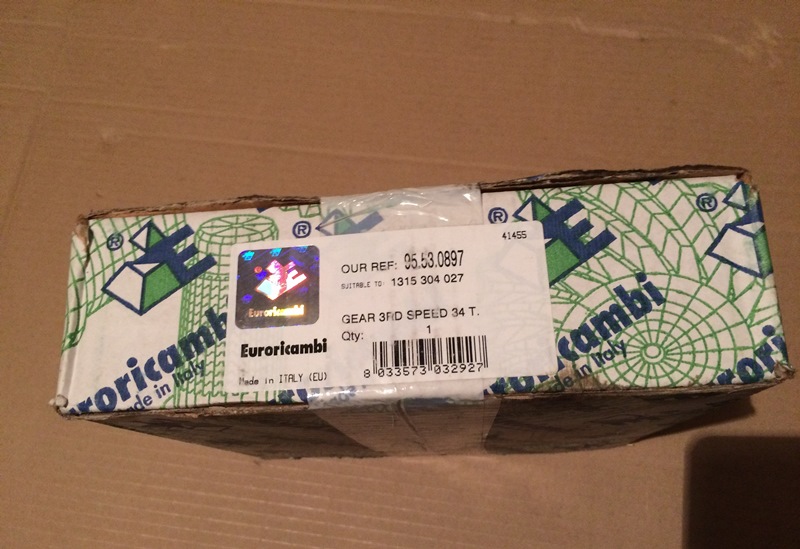 41455
OUR REF: 95.53.0897
SUITABLE TO: 1315 304 027
GEAR 3RD SPEED 34 T.
Qty: 1
8 033573 032927
Euroricambi
Euroricambi
Made in ITALY (EU)
E
®
E
®
E
®
Euroricambi
made in Italy